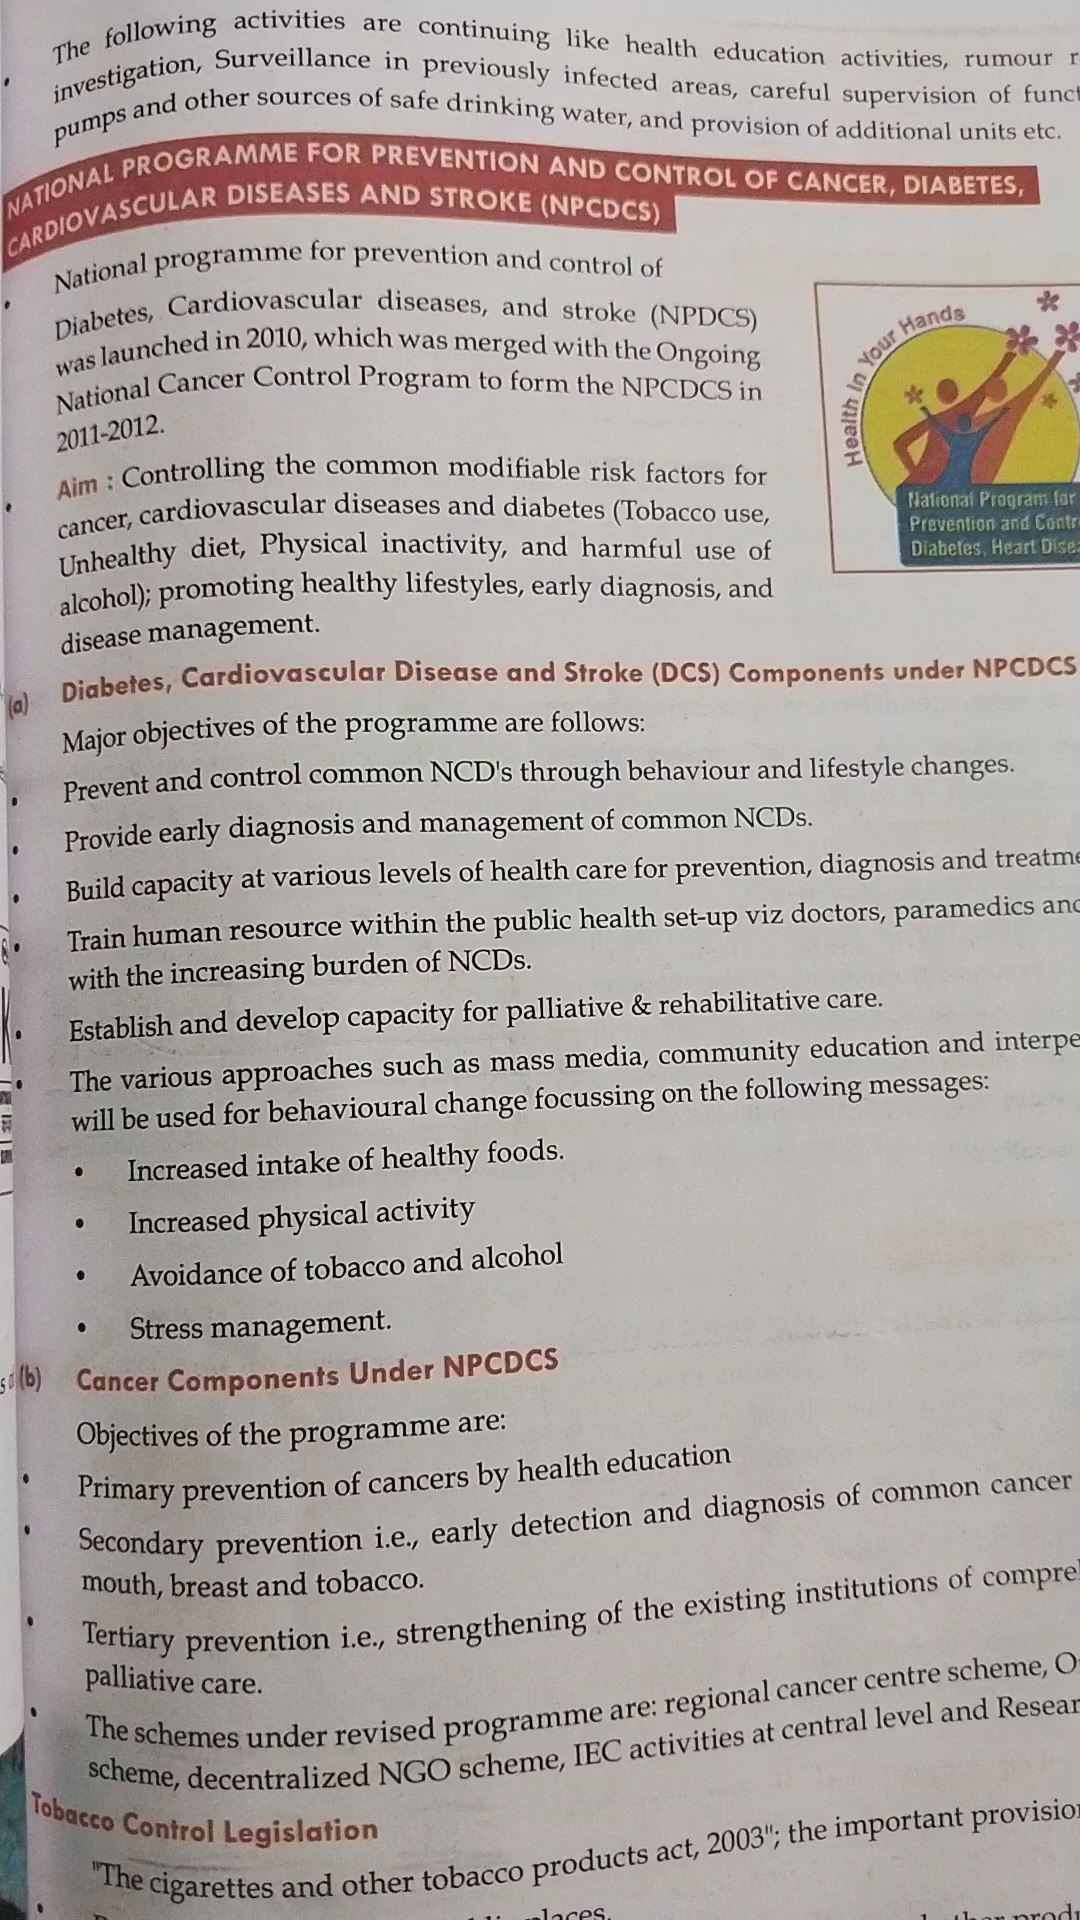 The following activities are continuing like health education activities, rumour
investigation, Surveillance in previously infected areas, careful supervision of
pumps and other sources of safe drinking water, and provision of additional units etc.
NATIONAL PROGRAMME FOR PREVENTION AND CONTROL OF CANCER, DIABETES,
CARDIOVASCULAR DISEASES AND STROKE (NPCDCS)
• National programme for prevention and control of
Diabetes, Cardiovascular diseases, and stroke (NPDCS)
was launched in 2010, which was merged with the Ongoing
National Cancer Control Program to form the NPCDCS in
2011-2012.
Health In Your Hands
National Program for
Prevention and
Diabetes, Heart
• Aim : Controlling the common modifiable risk factors for
cancer, cardiovascular diseases and diabetes (Tobacco use,
Unhealthy diet, Physical inactivity, and harmful use of
alcohol); promoting healthy lifestyles, early diagnosis, and
disease management.
(a) Diabetes, Cardiovascular Disease and Stroke (DCS) Components under NPCDCS
Major objectives of the programme are follows:
• Prevent and control common NCD's through behaviour and lifestyle changes.
• Provide early diagnosis and management of common NCDs.
• Build capacity at various levels of health care for prevention, diagnosis and
• Train human resource within the public health set-up viz doctors, paramedics and
with the increasing burden of NCDs.
• Establish and develop capacity for palliative & rehabilitative care.
• The various approaches such as mass media, community education and
will be used for behavioural change focussing on the following messages:
• Increased intake of healthy foods.
• Increased physical activity
• Avoidance of tobacco and alcohol
• Stress management.
(b) Cancer Components Under NPCDCS
Objectives of the programme are:
• Primary prevention of cancers by health education
• Secondary prevention i.e., early detection and diagnosis of common cancer
mouth, breast and tobacco.
• Tertiary prevention i.e., strengthening of the existing institutions of
palliative care.
• The schemes under revised programme are: regional cancer centre scheme,
scheme, decentralized NGO scheme, IEC activities at central level and
Tobacco Control Legislation
"The cigarettes and other tobacco products act, 2003"; the important